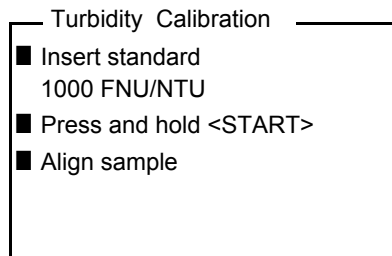 Turbidity Calibration
■ Insert standard
1000 FNU/NTU
■ Press and hold <START>
■ Align sample